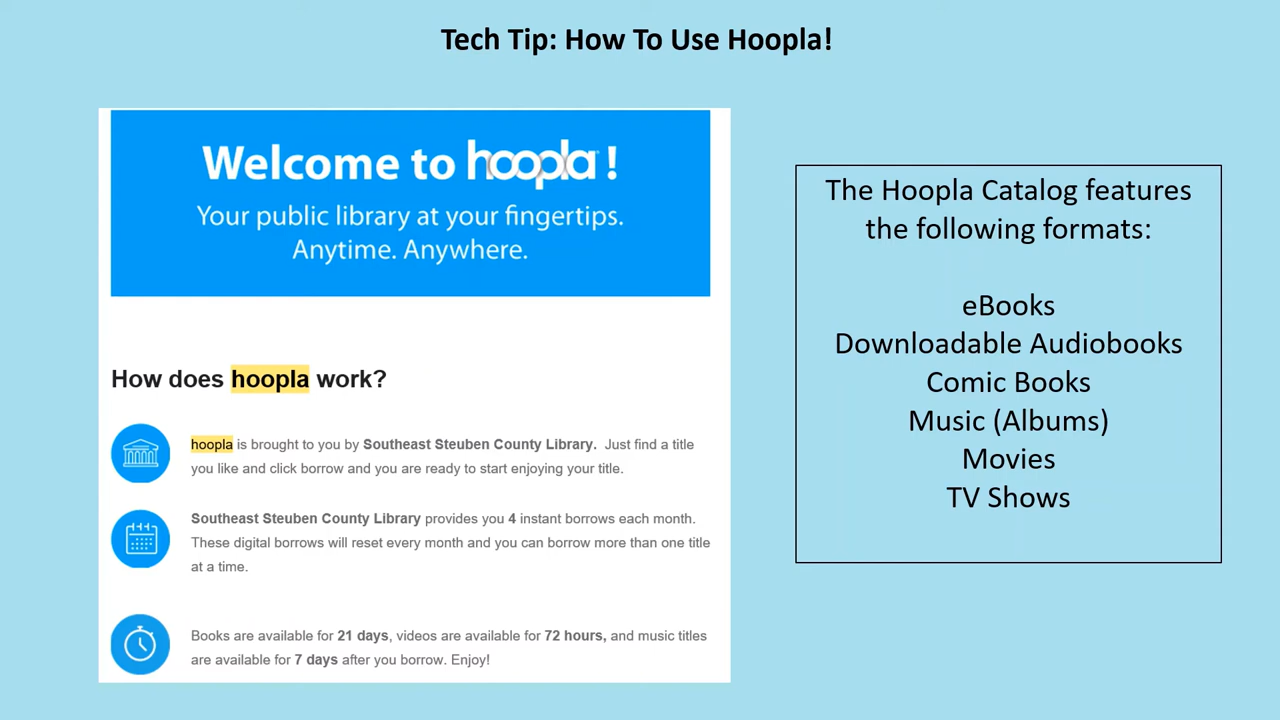 Tech Tip: How To Use Hoopla!
Welcome to hoopla!
Your public library at your fingertips.
Anytime. Anywhere.
How does hoopla work?
hoopla is brought to you by Southeast Steuben County Library. Just find a title
you like and click borrow and you are ready to start enjoying your title.
Southeast Steuben County Library provides you 4 instant borrows each month.
These digital borrows will reset every month and you can borrow more than one title
at a time.
Books are available for 21 days, videos are available for 72 hours, and music titles
are available for 7 days after you borrow. Enjoy!
The Hoopla Catalog features
the following formats:
eBooks
Downloadable Audiobooks
Comic Books
Music (Albums)
Movies
TV Shows